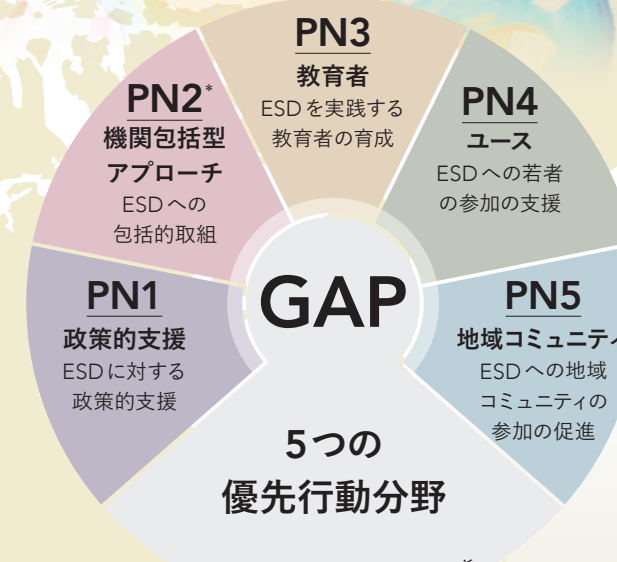 PN1
政策的支援
ESDに対する
政策的支援
PN2*
機関包括型
アプローチ
ESDへの
包括的取組
PN3
教育者
ESDを実践する
教育者の育成
PN4
ユース
ESDへの若者
の参加の支援
PN5
地域コミュニティ
ESDへの地域
コミュニティの
参加の促進
GAP
5つの
優先行動分野